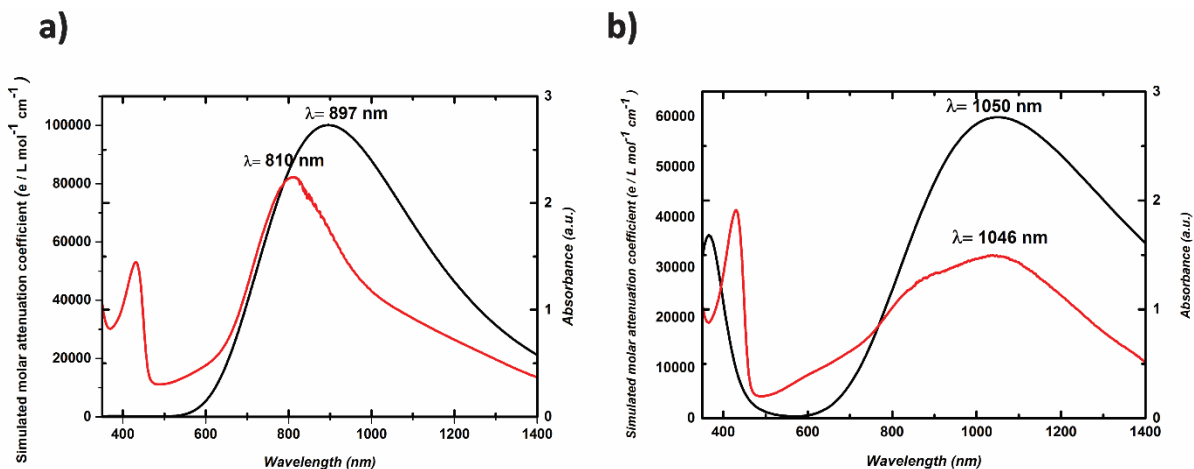 a)
Simulated molar attenuation coefficient (e / L mol⁻¹ cm⁻¹ )
100000
80000
60000
40000
20000
0
λ= 897 nm
λ= 810 nm
3
2
1
0
Absorbance (a.u.)
400 600 800 1000 1200 1400
Wavelength (nm)
b)
Simulated molar attenuation coefficient (e / L mol⁻¹ cm⁻¹ )
60000
50000
40000
30000
20000
10000
0
λ= 1050 nm
λ= 1046 nm
3
2
1
0
Absorbance (a.u.)
400 600 800 1000 1200 1400
Wavelength (nm)